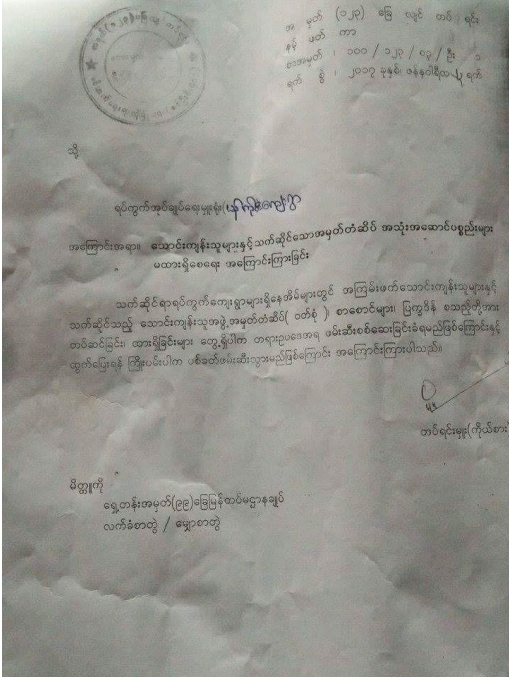 အ မှတ် (၁၂၃) ခြေ လျင် တပ် ရင်း
နမ့် ဖတ် ကာ
စာအမှတ် ၊ ၁၀၀ / ၁၂၃ / ၀၃ / ဦး ၁
ရက် စွဲ ၊ ၂၀၁၇ ခုနှစ်၊ ဇန်နဝါရီလ ရက်
သို့
ရပ်ကွက်အုပ်ချုပ်ရေးမှူးရုံး(
အကြောင်းအရာ။ သောင်းကျန်းသူများနှင့်သက်ဆိုင်သောအမှတ်တံဆိပ် အသုံးအဆောင်ပစ္စည်းများ
မထားရှိစေရေး အကြောင်းကြားခြင်း
သက်ဆိုင်ရာရပ်ကွက်ကျေးရွာများရှိနေအိမ်များတွင် အကြမ်းဖက်သောင်းကျန်းသူများနှင့်
သက်ဆိုင်သည့် သောင်းကျန်းသူအဖွဲ့အမှတ်တံဆိပ်( ဝတ်စုံ ) စာစောင်များ၊ ပြက္ခဒိန် စသည်တို့အား
တပ်ဆင်ခြင်း၊ ထားရှိခြင်းများ တွေ့ရှိပါက တရားဥပဒေအရ ဖမ်းဆီးစစ်ဆေးခြင်းခံရမည်ဖြစ်ကြောင်းနှင့်
ထွက်ပြေးရန် ကြိုးပမ်းပါက ပစ်ခတ်ဖမ်းဆီးသွားမည်ဖြစ်ကြောင်း အကြောင်းကြားပါသည်။
တပ်ရင်းမှူး(ကိုယ်စား)
မိတ္တူကို
ရှေ့တန်းအမှတ်(၉၉)ခြေမြန်တပ်မဌာနချုပ်
လက်ခံစာတွဲ / မျှောစာတွဲ